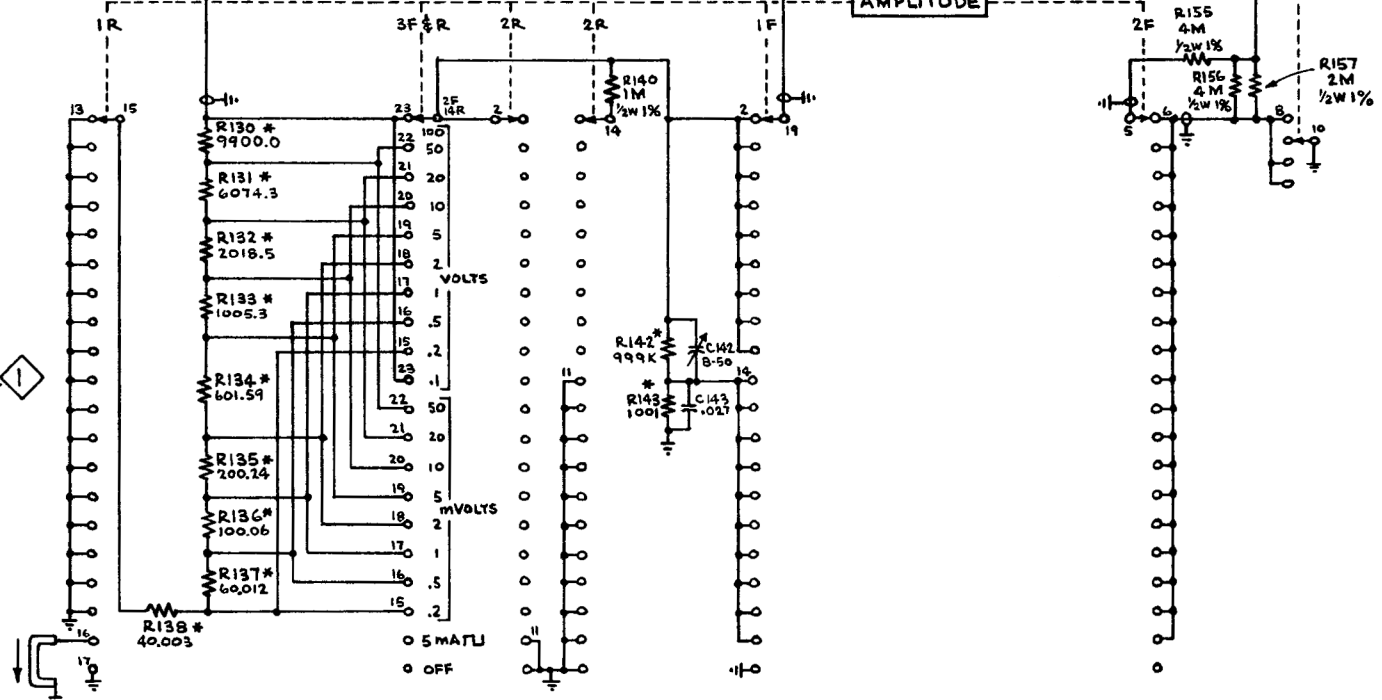 AMPLITUDE
1R
3F & R
2R
2R
1F
2F
R155
4M
½W 1%
R156
4M
½W 1%
R157
2M
½W 1%
R140
1M
½W 1%
2F
14R
13
15
23
2
14
2
19
5
6
8
10
R130 *
9900.0
R131 *
6074.3
R132 *
2018.5
R133 *
1005.3
R134 *
601.59
R135 *
200.24
R136 *
100.06
R137 *
60.012
R138 *
40.003
100
22 50
21 20
20 10
19 5
18 2
VOLTS
17 1
16 .5
15 .2
23 .1
22 50
21 20
20 10
19 5
mVOLTS
18 2
17 1
16 .5
15 .2
5 MA
OFF
11
11
R142 *
999K
C142
8-50
*
R143
1001
C143
.027
14
1
16
17